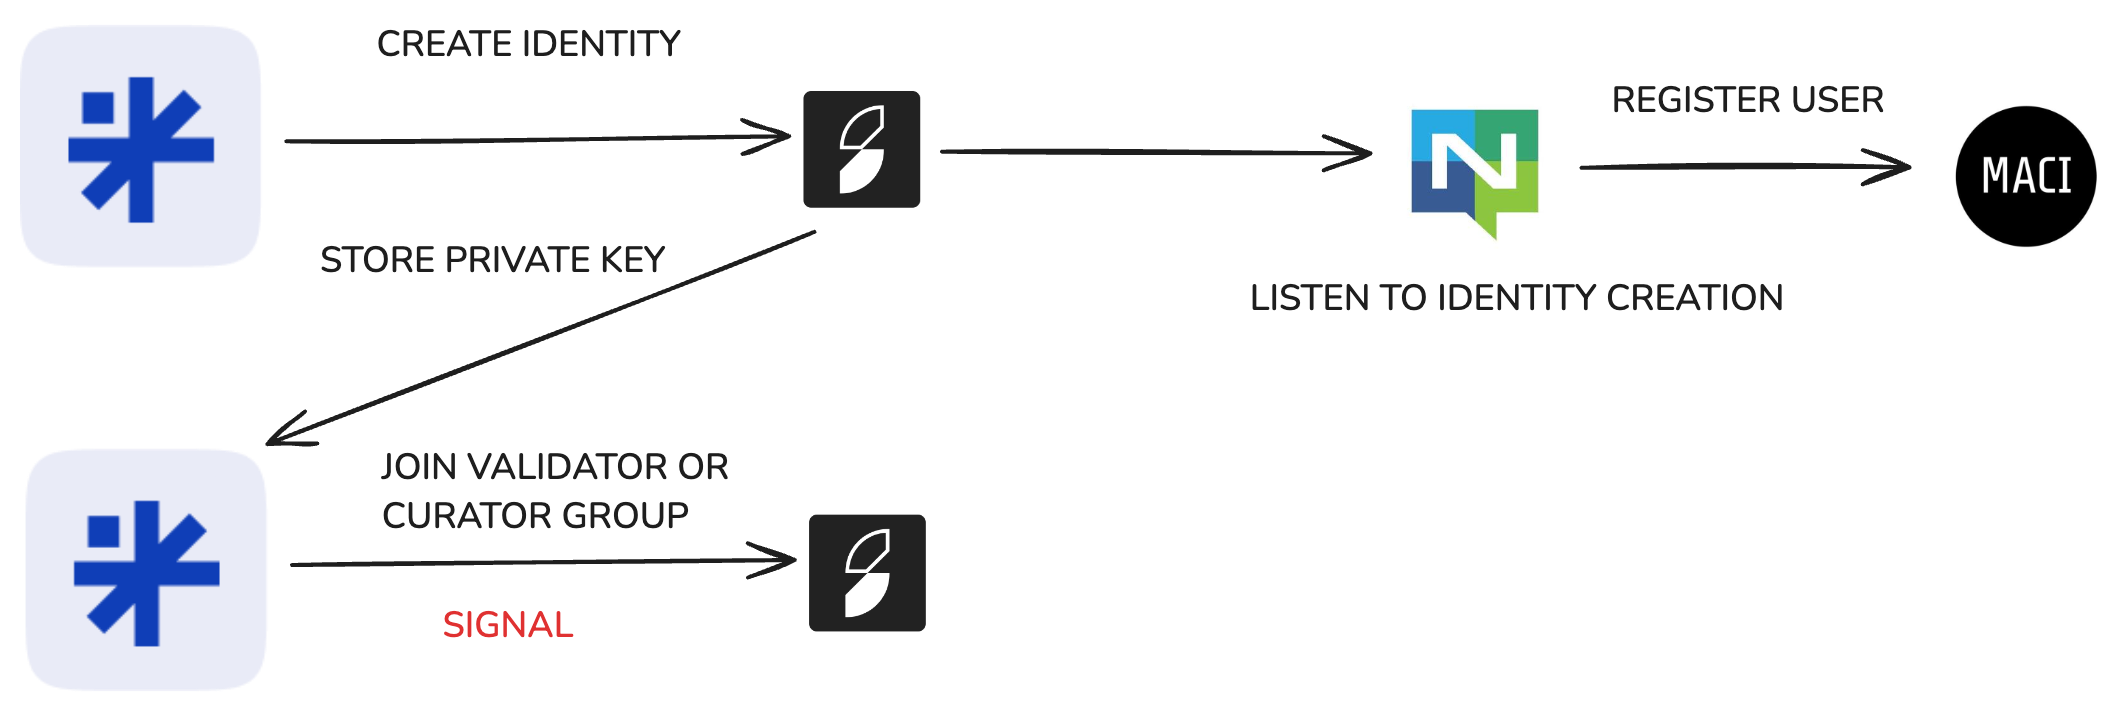 CREATE IDENTITY
REGISTER USER
N
MACI
STORE PRIVATE KEY
LISTEN TO IDENTITY CREATION
JOIN VALIDATOR OR
CURATOR GROUP
SIGNAL